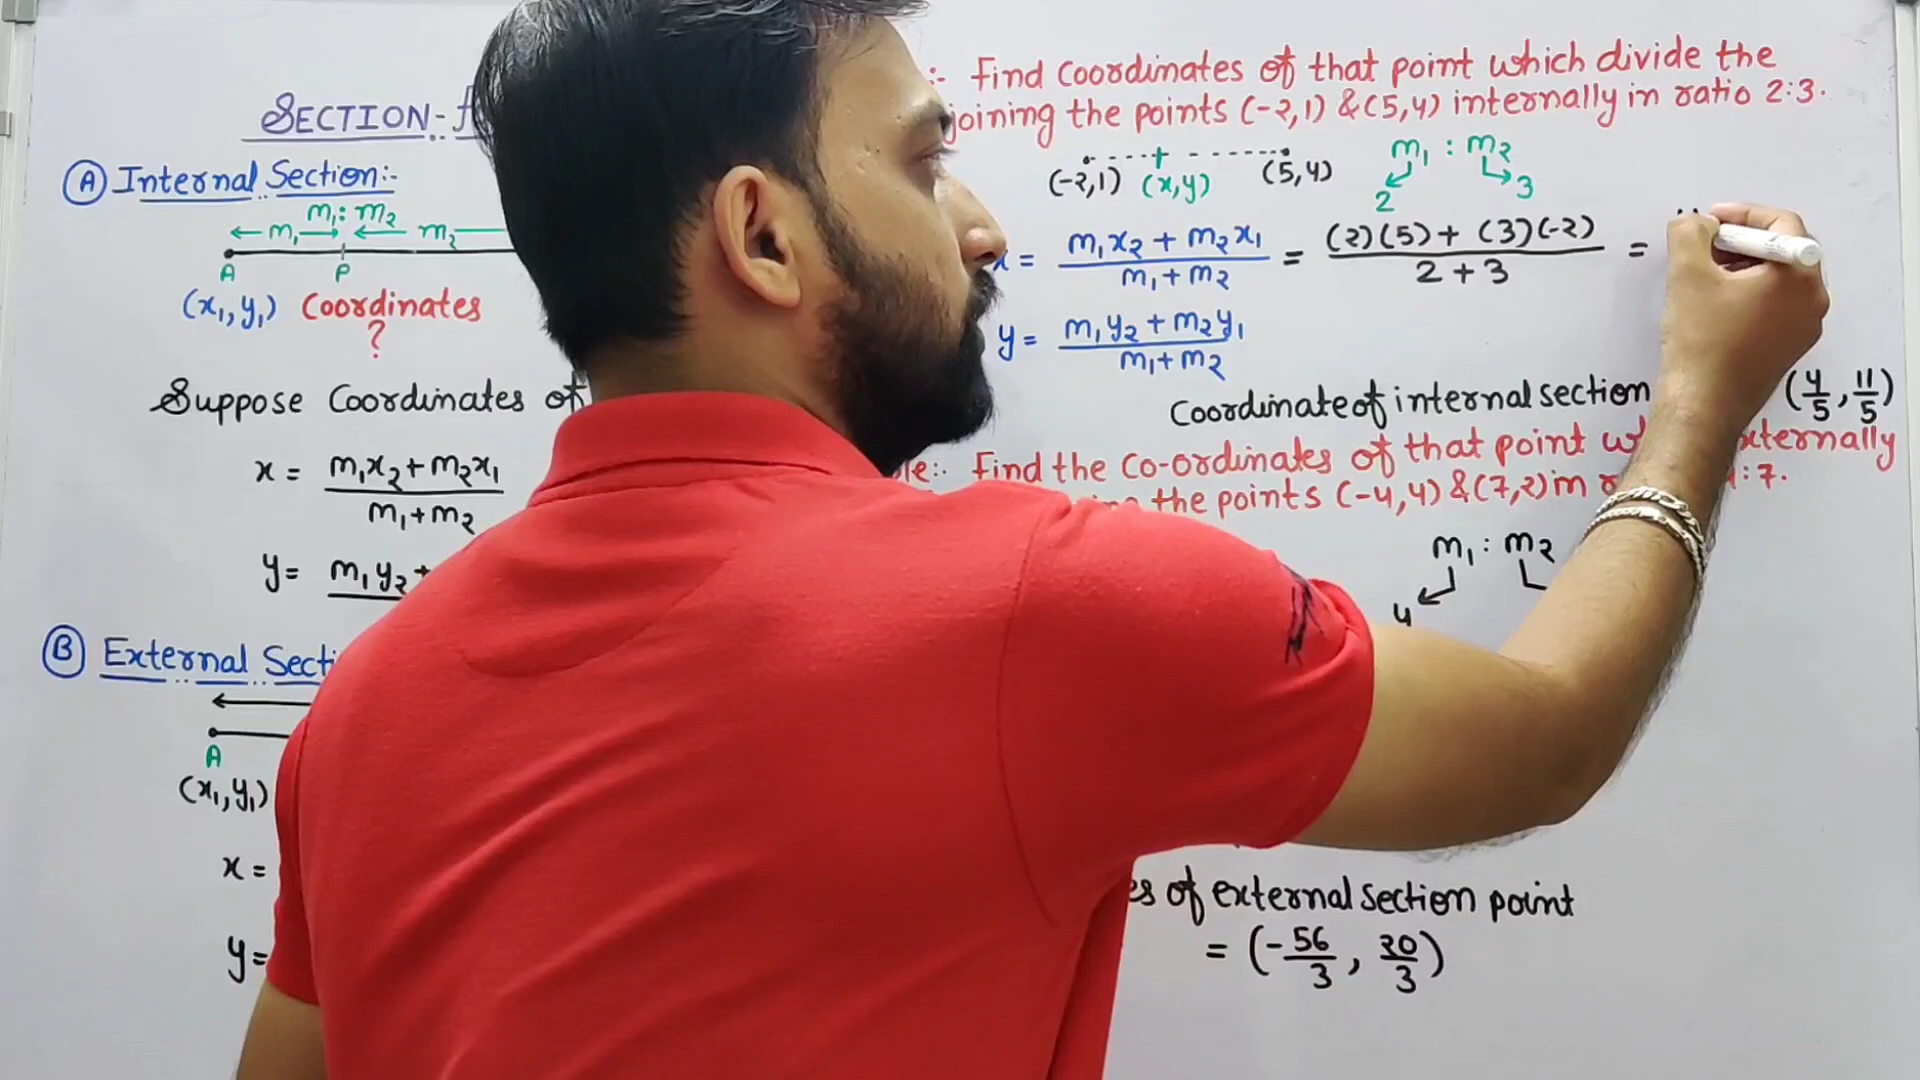 SECTION-
(A) Internal Section:-
m₁ : m₂
m₁ m₂
A P
(x₁, y₁) Coordinates
?
Suppose Coordinates of
x = (m₁x₂ + m₂x₁)/(m₁ + m₂)
y = m₁y₂ +
(B) External Secti
A
(x₁, y₁)
x =
y =
:- Find Coordinates of that point which divide the
joining the points (-2,1) & (5,4) internally in ratio 2:3.
(-2,1) (x,y) (5,4)
m₁ : m₂
2 3
x = (m₁x₂ + m₂x₁)/(m₁ + m₂) = ((2)(5) + (3)(-2))/(2 + 3) =
y = (m₁y₂ + m₂y₁)/(m₁ + m₂)
Coordinate of internal section (4/5, 11/5)
le:- Find the Co-ordinates of that point xternally
the points (-4,4) & (7,2) in :7.
m₁ : m₂
4
es of external section point
= (-56/3, 20/3)